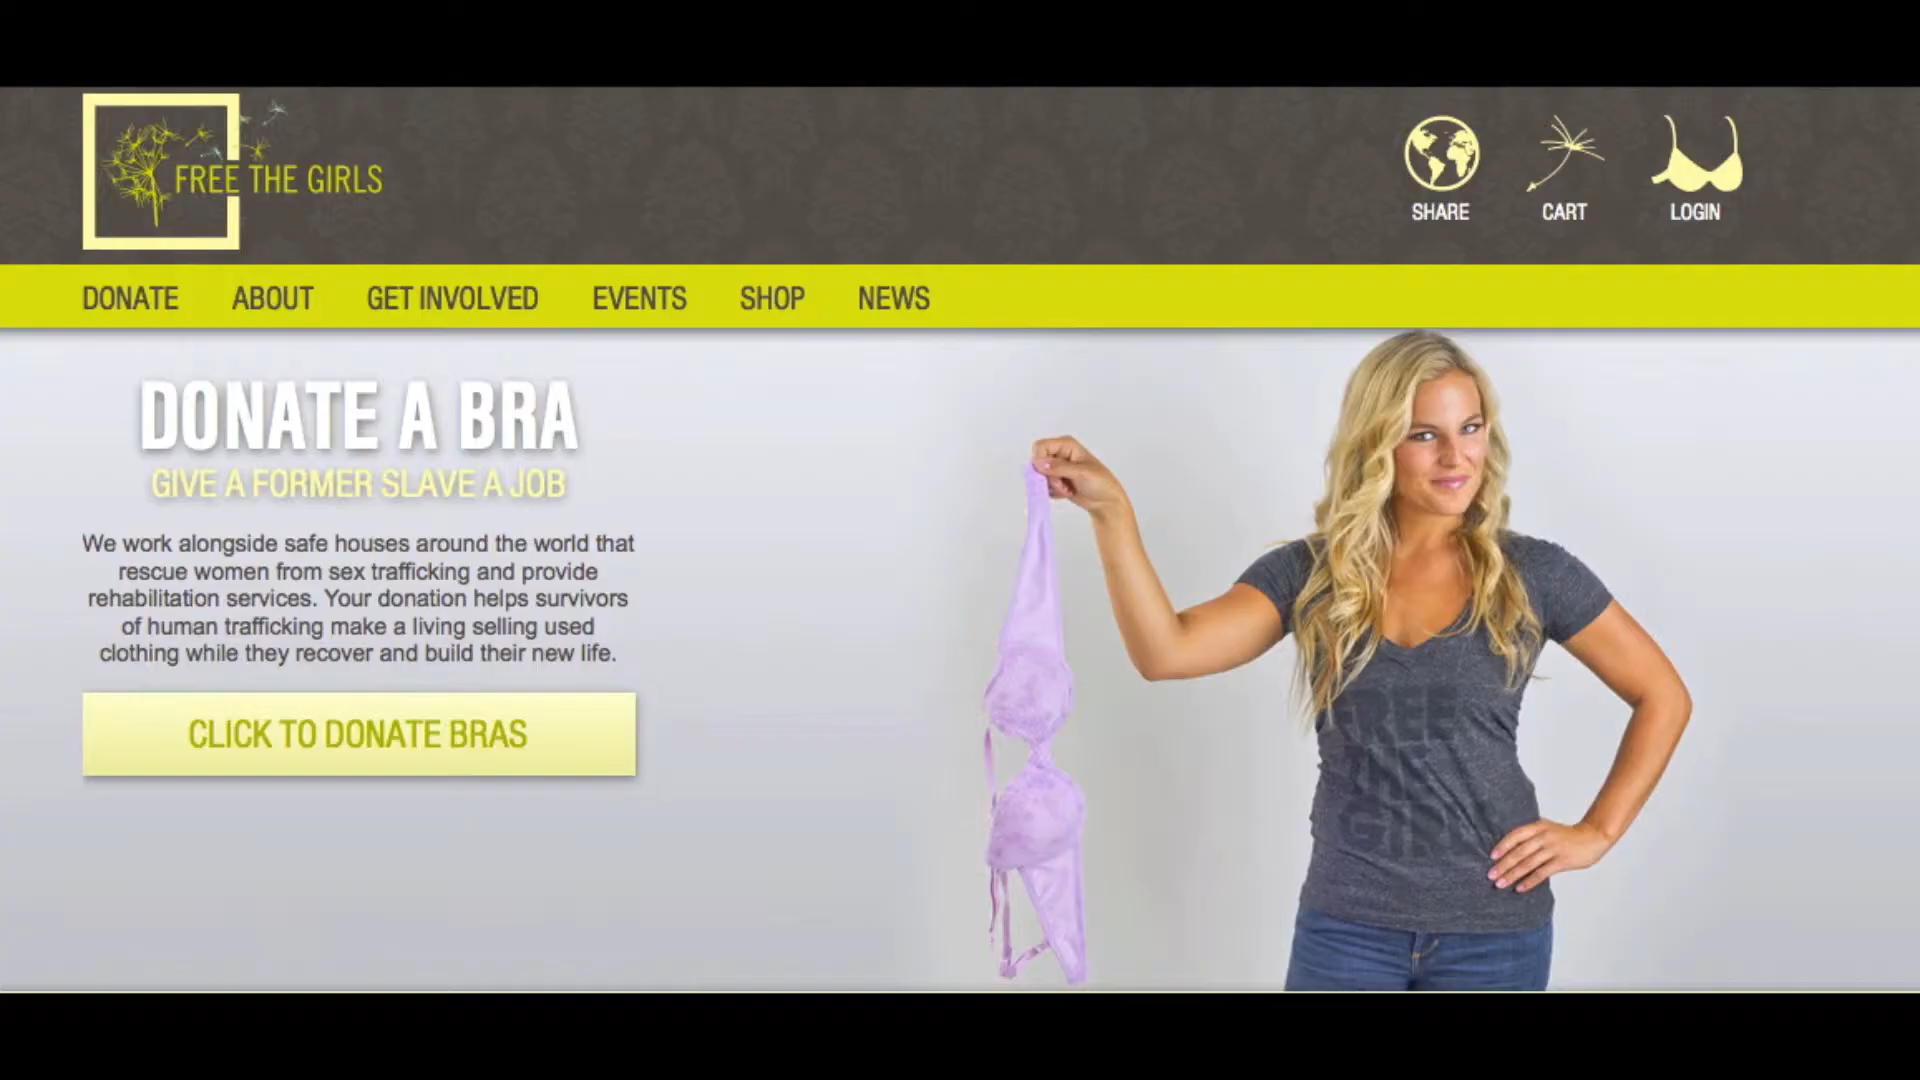 FREE THE GIRLS
SHARE
CART
LOGIN
DONATE
ABOUT
GET INVOLVED
EVENTS
SHOP
NEWS
DONATE A BRA
GIVE A FORMER SLAVE A JOB
We work alongside safe houses around the world that
rescue women from sex trafficking and provide
rehabilitation services. Your donation helps survivors
of human trafficking make a living selling used
clothing while they recover and build their new life.
CLICK TO DONATE BRAS
FREE
THE
GIRL